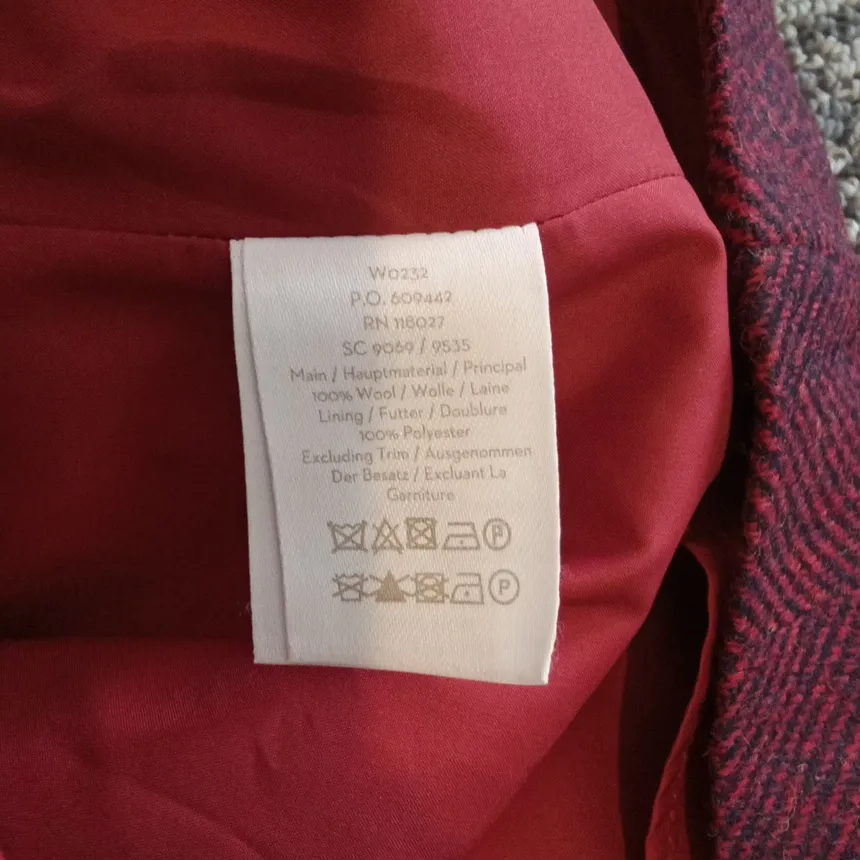 W0232
P.O. 609442
RN 118027
SC 9069 / 9535
Main / Hauptmaterial / Principal
100% Wool / Wolle / Laine
Lining / Futter / Doublure
100% Polyester
Excluding Trim / Ausgenommen
Der Besatz / Excluant La
Garniture
P
P